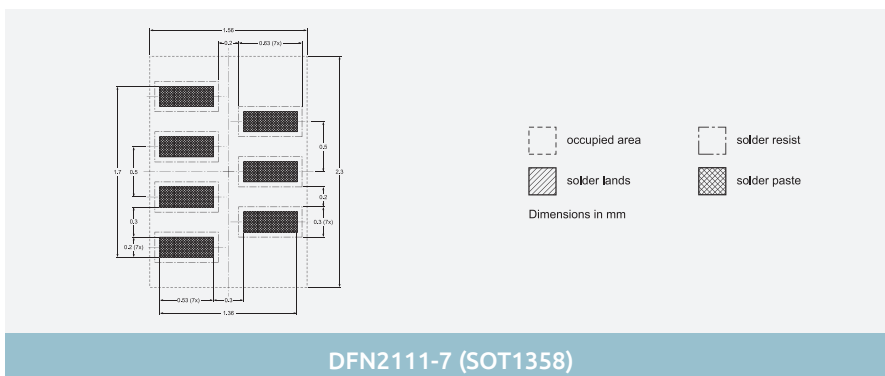 1.56
0.2
0.63 (7x)
1.7
0.5
0.5
2.3
0.2
0.3
0.3 (7x)
0.2 (7x)
0.53 (7x)
0.3
1.36
occupied area
solder resist
solder lands
solder paste
Dimensions in mm
DFN2111-7 (SOT1358)